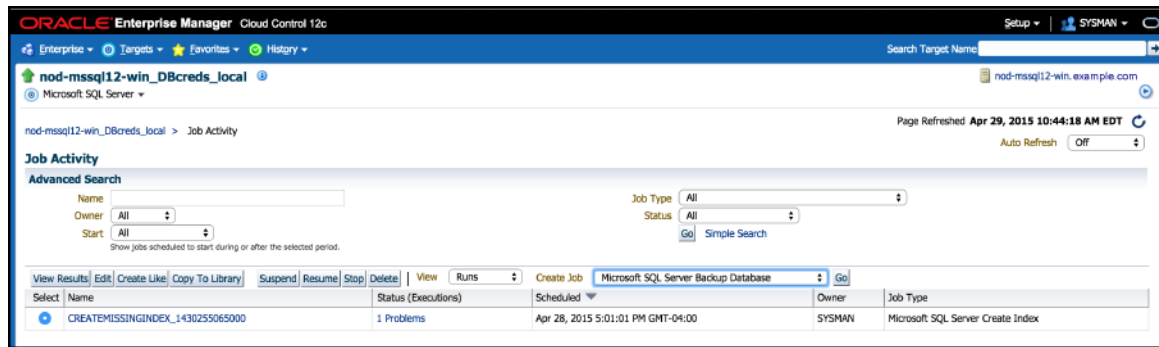 ORACLE Enterprise Manager Cloud Control 12c
Setup SYSMAN
Enterprise Targets Favorites History
Search Target Name
nod-mssql12-win_DBcreds_local
nod-mssql12-win.example.com
Microsoft SQL Server
Page Refreshed Apr 29, 2015 10:44:18 AM EDT
nod-mssql12-win_DBcreds_local > Job Activity
Auto Refresh Off
Job Activity
Advanced Search
Name
Job Type All
Owner All
Status All
Start All
Go Simple Search
Show jobs scheduled to start during or after the selected period.
View Results Edit Create Like Copy To Library Suspend Resume Stop Delete | View Runs Create Job Microsoft SQL Server Backup Database Go
Select Name Status (Executions) Scheduled Owner Job Type
CREATEMISSINGINDEX_1430255065000 1 Problems Apr 28, 2015 5:01:01 PM GMT-04:00 SYSMAN Microsoft SQL Server Create Index